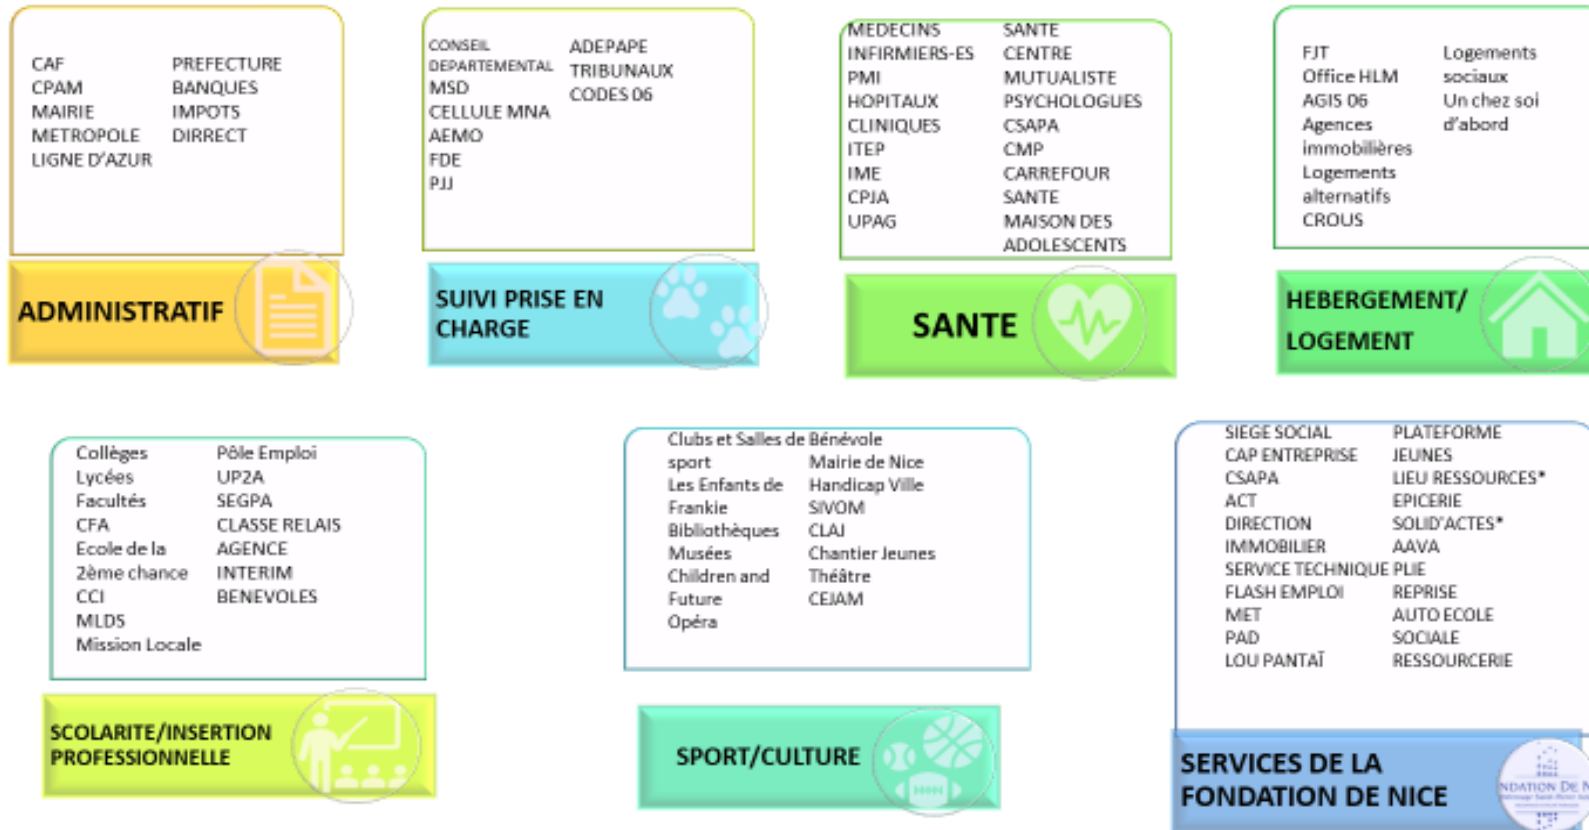 CAF
CPAM
MAIRIE
METROPOLE
LIGNE D'AZUR
PREFECTURE
BANQUES
IMPOTS
DIRRECT
ADMINISTRATIF
CONSEIL
DEPARTEMENTAL
MSD
CELLULE MNA
AEMO
FDE
PJJ
ADEPAPE
TRIBUNAUX
CODES 06
SUIVI PRISE EN
CHARGE
MEDECINS
INFIRMIERS-ES
PMI
HOPITAUX
CLINIQUES
ITEP
IME
CPJA
UPAG
SANTE
CENTRE
MUTUALISTE
PSYCHOLOGUES
CSAPA
CMP
CARREFOUR
SANTE
MAISON DES
ADOLESCENTS
SANTE
FJT
Office HLM
AGIS 06
Agences
immobilières
Logements
alternatifs
CROUS
Logements
sociaux
Un chez soi
d'abord
HEBERGEMENT/
LOGEMENT
Collèges
Lycées
Facultés
CFA
Ecole de la
2ème chance
CCI
MLDS
Mission Locale
Pôle Emploi
UP2A
SEGPA
CLASSE RELAIS
AGENCE
INTERIM
BENEVOLES
SCOLARITE/INSERTION
PROFESSIONNELLE
Clubs et Salles de
sport
Les Enfants de
Frankie
Bibliothèques
Musées
Children and
Future
Opéra
Bénévole
Mairie de Nice
Handicap Ville
SIVOM
CLAJ
Chantier Jeunes
Théâtre
CEJAM
SPORT/CULTURE
SIEGE SOCIAL
CAP ENTREPRISE
CSAPA
ACT
DIRECTION
IMMOBILIER
SERVICE TECHNIQUE
FLASH EMPLOI
MET
PAD
LOU PANTAÏ
PLATEFORME
JEUNES
LIEU RESSOURCES*
EPICERIE
SOLID'ACTES*
AAVA
PLIE
REPRISE
AUTO ECOLE
SOCIALE
RESSOURCERIE
SERVICES DE LA
FONDATION DE NICE
NDATION DE N